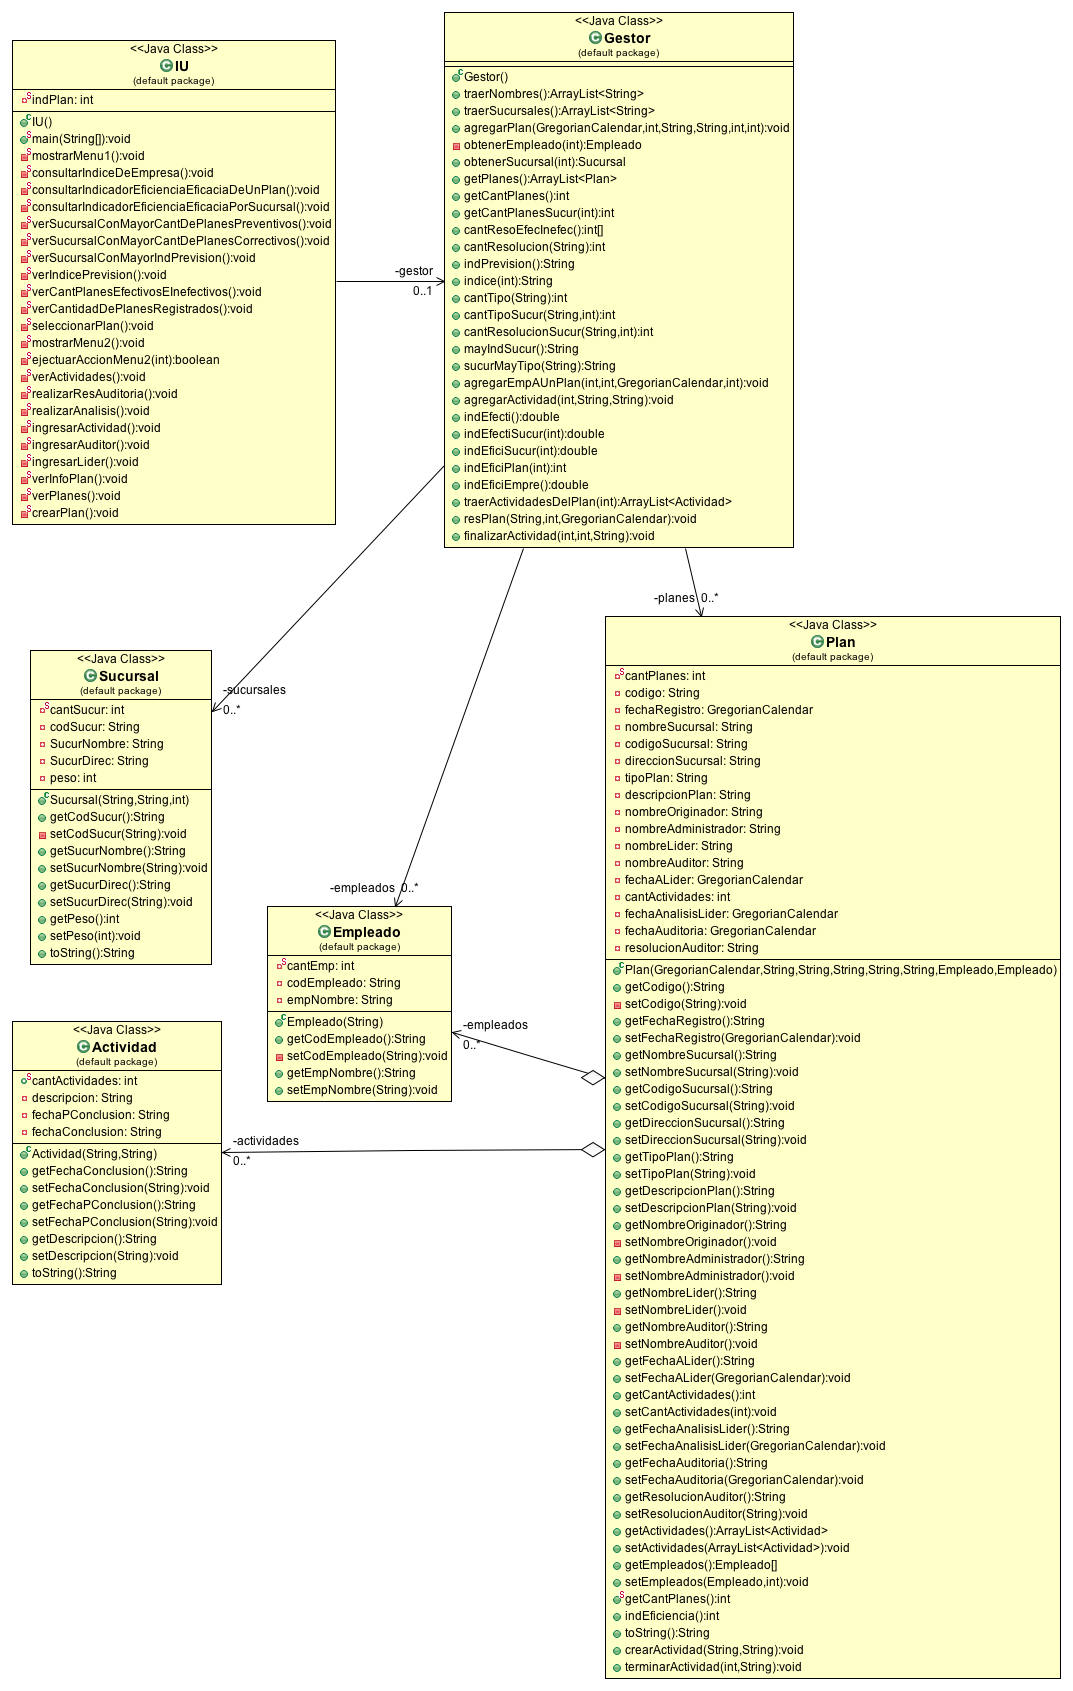 <<Java Class>>
IU
(default package)
indPlan: int
IU()
main(String[]):void
mostrarMenu1():void
consultarIndiceDeEmpresa():void
consultarIndicadorEficienciaEficaciaDeUnPlan():void
consultarIndicadorEficienciaEficaciaPorSucursal():void
verSucursalConMayorCantDePlanesPreventivos():void
verSucursalConMayorCantDePlanesCorrectivos():void
verSucursalConMayorIndPrevision():void
verIndicePrevision():void
verCantPlanesEfectivosEInefectivos():void
verCantidadDePlanesRegistrados():void
seleccionarPlan():void
mostrarMenu2():void
ejectuarAccionMenu2(int):boolean
verActividades():void
realizarResAuditoria():void
realizarAnalisis():void
ingresarActividad():void
ingresarAuditor():void
ingresarLider():void
verInfoPlan():void
verPlanes():void
crearPlan():void
-gestor
0..1
<<Java Class>>
Gestor
(default package)
Gestor()
traerNombres():ArrayList<String>
traerSucursales():ArrayList<String>
agregarPlan(GregorianCalendar,int,String,String,int,int):void
obtenerEmpleado(int):Empleado
obtenerSucursal(int):Sucursal
getPlanes():ArrayList<Plan>
getCantPlanes():int
getCantPlanesSucur(int):int
cantResoEfecInefec():int[]
cantResolucion(String):int
indPrevision():String
indice(int):String
cantTipo(String):int
cantTipoSucur(String,int):int
cantResolucionSucur(String,int):int
mayIndSucur():String
sucurMayTipo(String):String
agregarEmpAUnPlan(int,int,GregorianCalendar,int):void
agregarActividad(int,String,String):void
indEfecti():double
indEfectiSucur(int):double
indEficiSucur(int):double
indEficiPlan(int):int
indEficiEmpre():double
traerActividadesDelPlan(int):ArrayList<Actividad>
resPlan(String,int,GregorianCalendar):void
finalizarActividad(int,int,String):void
-sucursales
0..*
-empleados 0..*
-planes 0..*
<<Java Class>>
Sucursal
(default package)
cantSucur: int
codSucur: String
SucurNombre: String
SucurDirec: String
peso: int
Sucursal(String,String,int)
getCodSucur():String
setCodSucur(String):void
getSucurNombre():String
setSucurNombre(String):void
getSucurDirec():String
setSucurDirec(String):void
getPeso():int
setPeso(int):void
toString():String
<<Java Class>>
Empleado
(default package)
cantEmp: int
codEmpleado: String
empNombre: String
Empleado(String)
getCodEmpleado():String
setCodEmpleado(String):void
getEmpNombre():String
setEmpNombre(String):void
-empleados
0..*
<<Java Class>>
Actividad
(default package)
cantActividades: int
descripcion: String
fechaPConclusion: String
fechaConclusion: String
Actividad(String,String)
getFechaConclusion():String
setFechaConclusion(String):void
getFechaPConclusion():String
setFechaPConclusion(String):void
getDescripcion():String
setDescripcion(String):void
toString():String
-actividades
0..*
<<Java Class>>
Plan
(default package)
cantPlanes: int
codigo: String
fechaRegistro: GregorianCalendar
nombreSucursal: String
codigoSucursal: String
direccionSucursal: String
tipoPlan: String
descripcionPlan: String
nombreOriginador: String
nombreAdministrador: String
nombreLider: String
nombreAuditor: String
fechaALider: GregorianCalendar
cantActividades: int
fechaAnalisisLider: GregorianCalendar
fechaAuditoria: GregorianCalendar
resolucionAuditor: String
Plan(GregorianCalendar,String,String,String,String,String,Empleado,Empleado)
getCodigo():String
setCodigo(String):void
getFechaRegistro():String
setFechaRegistro(GregorianCalendar):void
getNombreSucursal():String
setNombreSucursal(String):void
getCodigoSucursal():String
setCodigoSucursal(String):void
getDireccionSucursal():String
setDireccionSucursal(String):void
getTipoPlan():String
setTipoPlan(String):void
getDescripcionPlan():String
setDescripcionPlan(String):void
getNombreOriginador():String
setNombreOriginador():void
getNombreAdministrador():String
setNombreAdministrador():void
getNombreLider():String
setNombreLider():void
getNombreAuditor():String
setNombreAuditor():void
getFechaALider():String
setFechaALider(GregorianCalendar):void
getCantActividades():int
setCantActividades(int):void
getFechaAnalisisLider():String
setFechaAnalisisLider(GregorianCalendar):void
getFechaAuditoria():String
setFechaAuditoria(GregorianCalendar):void
getResolucionAuditor():String
setResolucionAuditor(String):void
getActividades():ArrayList<Actividad>
setActividades(ArrayList<Actividad>):void
getEmpleados():Empleado[]
setEmpleados(Empleado,int):void
getCantPlanes():int
indEficiencia():int
toString():String
crearActividad(String,String):void
terminarActividad(int,String):void